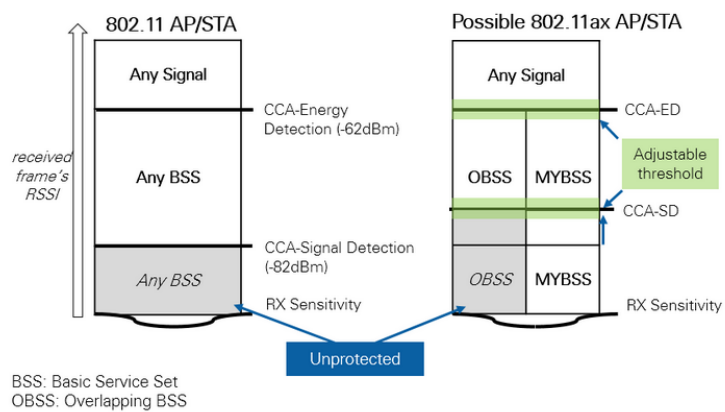 802.11 AP/STA
Possible 802.11ax AP/STA
received
frame's
RSSI
Any Signal
CCA-Energy
Detection (-62dBm)
Any BSS
CCA-Signal Detection
(-82dBm)
Any BSS
RX Sensitivity
Any Signal
CCA-ED
Adjustable
threshold
OBSS
MYBSS
CCA-SD
OBSS
MYBSS
RX Sensitivity
Unprotected
BSS: Basic Service Set
OBSS: Overlapping BSS